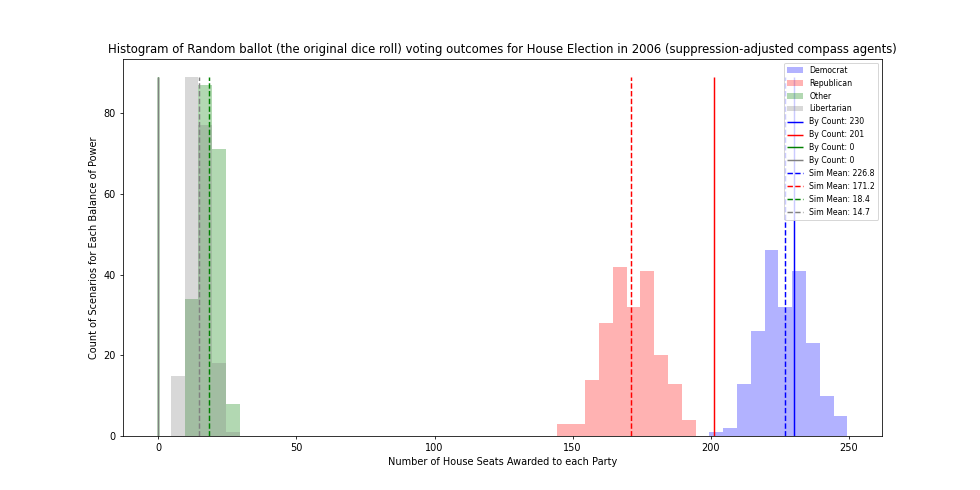 Histogram of Random ballot (the original dice roll) voting outcomes for House Election in 2006 (suppression-adjusted compass agents)
Democrat
Republican
Other
Libertarian
By Count: 230
By Count: 201
By Count: 0
By Count: 0
Sim Mean: 226.8
Sim Mean: 171.2
Sim Mean: 18.4
Sim Mean: 14.7
Count of Scenarios for Each Balance of Power
80
60
40
20
0
0 50 100 150 200 250
Number of House Seats Awarded to each Party